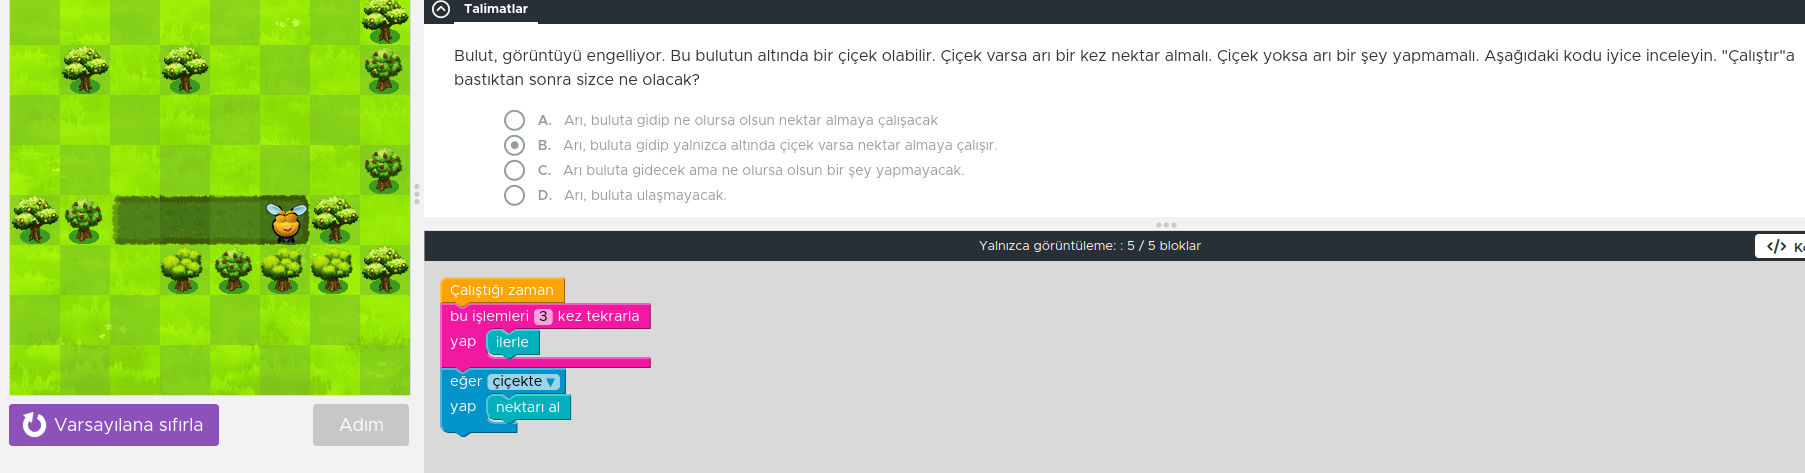 Talimatlar
Bulut, görüntüyü engelliyor. Bu bulutun altında bir çiçek olabilir. Çiçek varsa arı bir kez nektar almalı. Çiçek yoksa arı bir şey yapmamalı. Aşağıdaki kodu iyice inceleyin. "Çalıştır"a
bastıktan sonra sizce ne olacak?
A. Arı, buluta gidip ne olursa olsun nektar almaya çalışacak
B. Arı, buluta gidip yalnızca altında çiçek varsa nektar almaya çalışır.
C. Arı buluta gidecek ama ne olursa olsun bir şey yapmayacak.
D. Arı, buluta ulaşmayacak.
Yalnızca görüntüleme: : 5 / 5 bloklar
</>
Çalıştığı zaman
bu işlemleri 3 kez tekrarla
yap ilerle
eğer çiçekte ▼
yap nektarı al
Varsayılana sıfırla
Adım